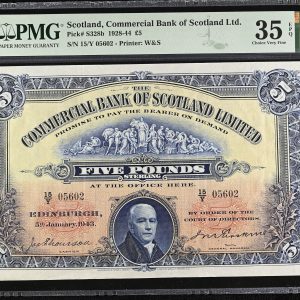 PMG
PAPER MONEY GUARANTY
Scotland, Commercial Bank of Scotland Ltd.
Pick# S328b 1928-44 £5
S/N 15/Y 05602 - Printer: W&S
35 EPQ
Choice Very Fine
THE
COMMERCIAL BANK OF SCOTLAND LIMITED
PROMISE TO PAY THE BEARER ON DEMAND
FIVE POUNDS
STERLING
AT THE OFFICE HERE.
15/Y 05602
15/Y 05602
EDINBURGH,
5th January, 1943.
BY ORDER OF THE
COURT OF DIRECTORS
£5
5